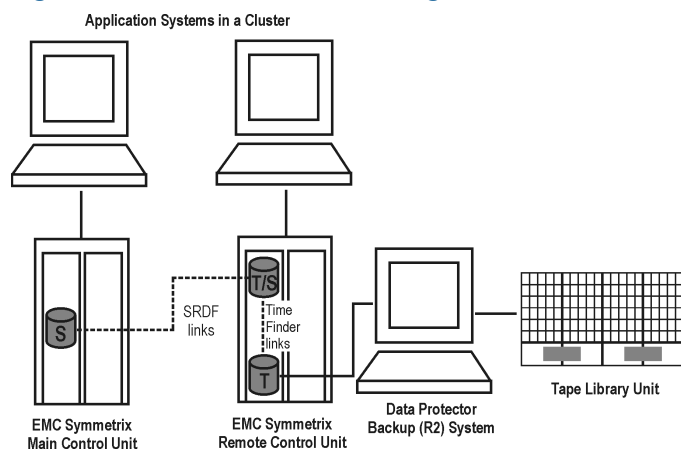 Application Systems in a Cluster
S
SRDF
links
T/S
Time
Finder
links
T
EMC Symmetrix
Main Control Unit
EMC Symmetrix
Remote Control Unit
Data Protector
Backup (R2) System
Tape Library Unit